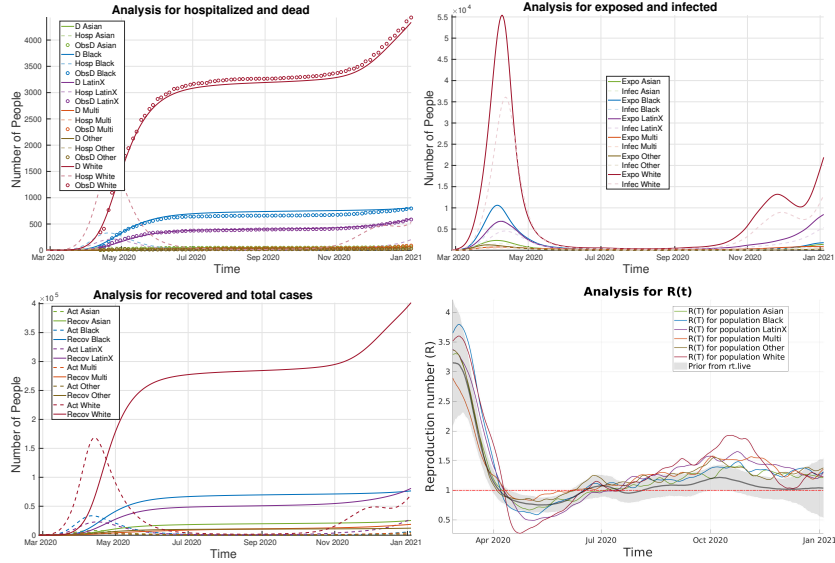 Analysis for hospitalized and dead
Number of People
4000
3500
3000
2500
2000
1500
1000
500
0
D Asian
Hosp Asian
ObsD Asian
D Black
Hosp Black
ObsD Black
D LatinX
Hosp LatinX
ObsD LatinX
D Multi
Hosp Multi
ObsD Multi
D Other
Hosp Other
ObsD Other
D White
Hosp White
ObsD White
Mar 2020 May 2020 Jul 2020 Sep 2020 Nov 2020 Jan 2021
Time
Analysis for exposed and infected
×10⁴
Number of People
5.5
5
4.5
4
3.5
3
2.5
2
1.5
1
0.5
Expo Asian
Infec Asian
Expo Black
Infec Black
Expo LatinX
Infec LatinX
Expo Multi
Infec Multi
Expo Other
Infec Other
Expo White
Infec White
Mar 2020 May 2020 Jul 2020 Sep 2020 Nov 2020 Jan 2021
Time
Analysis for recovered and total cases
×10⁵
Number of People
4
3.5
3
2.5
2
1.5
1
0.5
0
Act Asian
Recov Asian
Act Black
Recov Black
Act LatinX
Recov LatinX
Act Multi
Recov Multi
Act Other
Recov Other
Act White
Recov White
Mar 2020 May 2020 Jul 2020 Sep 2020 Nov 2020 Jan 2021
Time
Analysis for R(t)
Reproduction number (R)
4
3.5
3
2.5
2
1.5
1
0.5
R(T) for population Asian
R(T) for population Black
R(T) for population LatinX
R(T) for population Multi
R(T) for population Other
R(T) for population White
Prior from rt.live
Apr 2020 Jul 2020 Oct 2020 Jan 2021
Time